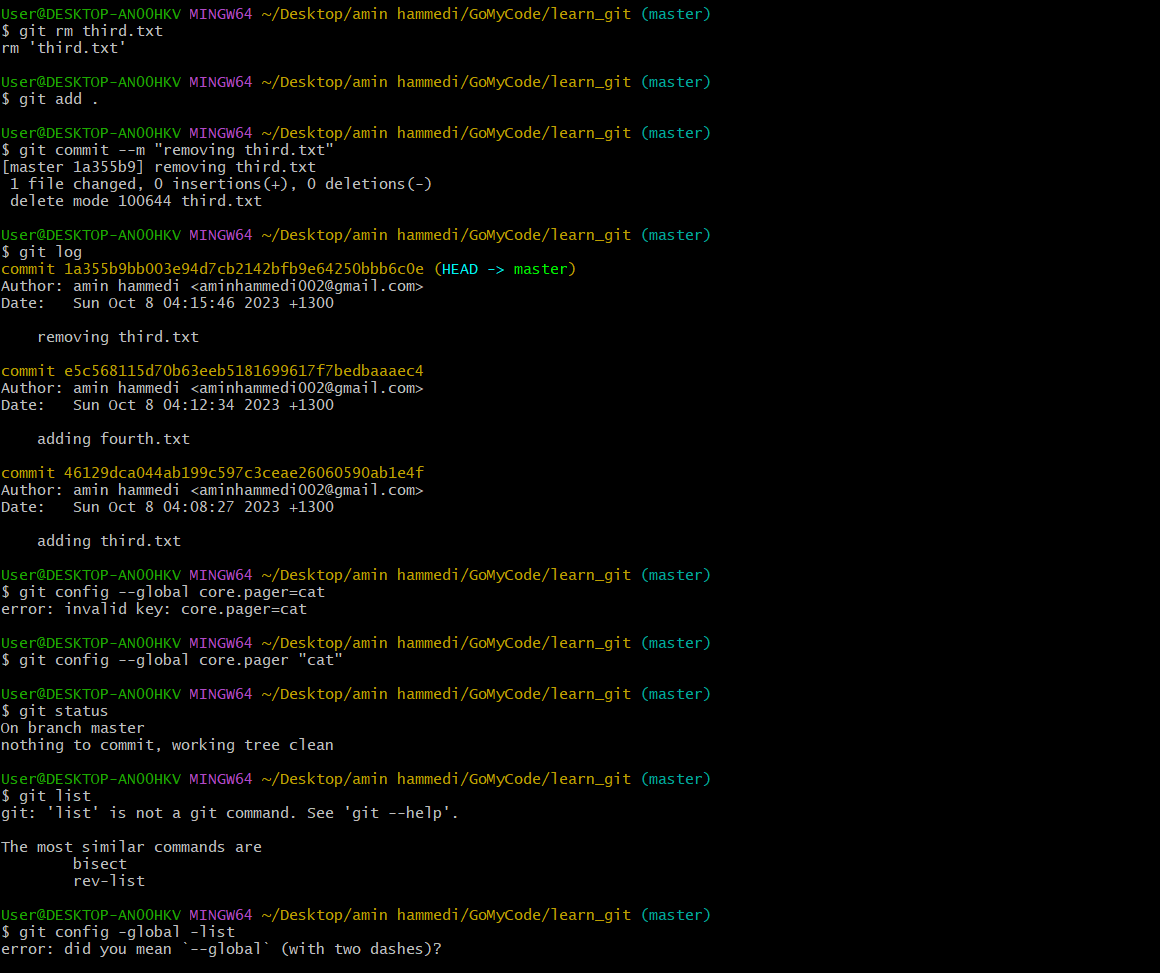 User@DESKTOP-ANOOHKV MINGW64 ~/Desktop/amin hammedi/GoMyCode/learn_git (master)
$ git rm third.txt
rm 'third.txt'
User@DESKTOP-ANOOHKV MINGW64 ~/Desktop/amin hammedi/GoMyCode/learn_git (master)
$ git add .
User@DESKTOP-ANOOHKV MINGW64 ~/Desktop/amin hammedi/GoMyCode/learn_git (master)
$ git commit --m "removing third.txt"
[master 1a355b9] removing third.txt
 1 file changed, 0 insertions(+), 0 deletions(-)
 delete mode 100644 third.txt
User@DESKTOP-ANOOHKV MINGW64 ~/Desktop/amin hammedi/GoMyCode/learn_git (master)
$ git log
commit 1a355b9bb003e94d7cb2142bfb9e64250bbb6c0e (HEAD -> master)
Author: amin hammedi <aminhammedi002@gmail.com>
Date:   Sun Oct 8 04:15:46 2023 +1300
    removing third.txt
commit e5c568115d70b63eeb5181699617f7bedbaaaec4
Author: amin hammedi <aminhammedi002@gmail.com>
Date:   Sun Oct 8 04:12:34 2023 +1300
    adding fourth.txt
commit 46129dca044ab199c597c3ceae26060590ab1e4f
Author: amin hammedi <aminhammedi002@gmail.com>
Date:   Sun Oct 8 04:08:27 2023 +1300
    adding third.txt
User@DESKTOP-ANOOHKV MINGW64 ~/Desktop/amin hammedi/GoMyCode/learn_git (master)
$ git config --global core.pager=cat
error: invalid key: core.pager=cat
User@DESKTOP-ANOOHKV MINGW64 ~/Desktop/amin hammedi/GoMyCode/learn_git (master)
$ git config --global core.pager "cat"
User@DESKTOP-ANOOHKV MINGW64 ~/Desktop/amin hammedi/GoMyCode/learn_git (master)
$ git status
On branch master
nothing to commit, working tree clean
User@DESKTOP-ANOOHKV MINGW64 ~/Desktop/amin hammedi/GoMyCode/learn_git (master)
$ git list
git: 'list' is not a git command. See 'git --help'.
The most similar commands are
        bisect
        rev-list
User@DESKTOP-ANOOHKV MINGW64 ~/Desktop/amin hammedi/GoMyCode/learn_git (master)
$ git config -global -list
error: did you mean `--global` (with two dashes)?